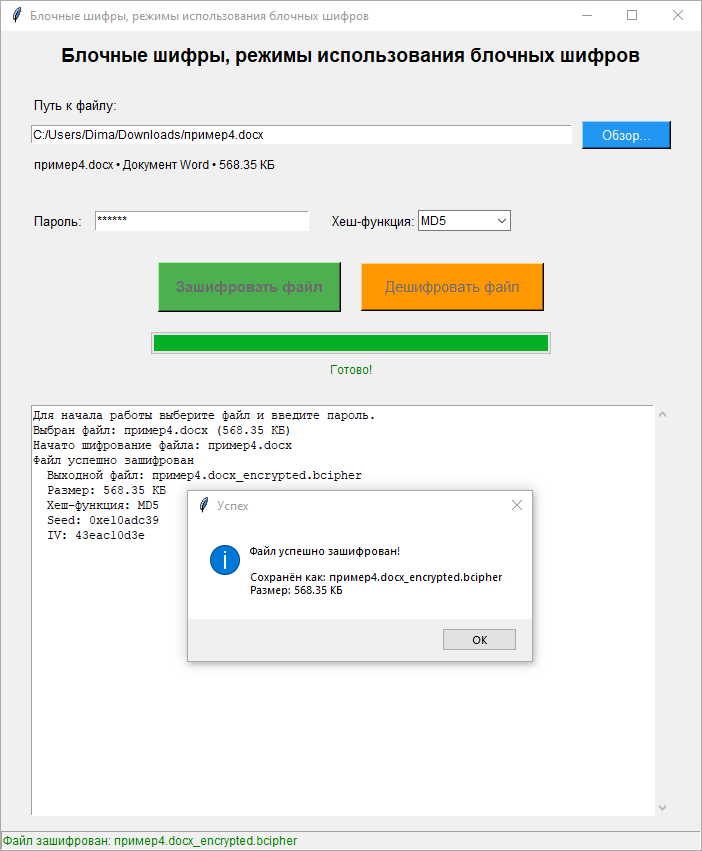 Блочные шифры, режимы использования блочных шифров
Блочные шифры, режимы использования блочных шифров
Путь к файлу:
C:/Users/Dima/Downloads/пример4.docx
Обзор...
пример4.docx • Документ Word • 568.35 КБ
Пароль: ****** Хеш-функция: MD5
Зашифровать файл Дешифровать файл
Готово!
Для начала работы выберите файл и введите пароль.
Выбран файл: пример4.docx (568.35 КБ)
Начато шифрование файла: пример4.docx
Файл успешно зашифрован
Выходной файл: пример4.docx_encrypted.bcipher
Размер: 568.35 КБ
Хеш-функция: MD5
Seed: 0xe10adc39
IV: 43eac10d3e
Успех
Файл успешно зашифрован!
Сохранён как: пример4.docx_encrypted.bcipher
Размер: 568.35 КБ
OK
Файл зашифрован: пример4.docx_encrypted.bcipher